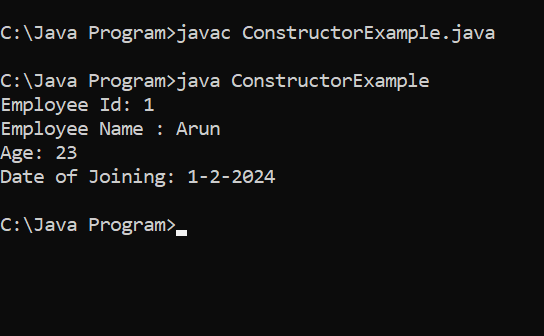 C:\Java Program>javac ConstructorExample.java
C:\Java Program>java ConstructorExample
Employee Id: 1
Employee Name : Arun
Age: 23
Date of Joining: 1-2-2024
C:\Java Program>